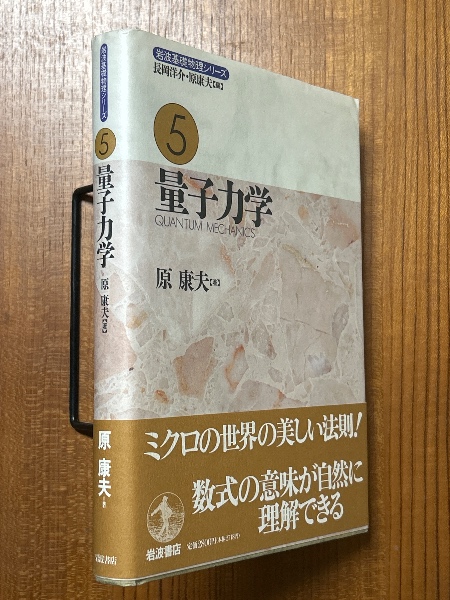 岩波基礎物理シリーズ
長岡洋介・原康夫【編】
5
量子力学
QUANTUM MECHANICS
原 康夫【著】
ミクロの世界の美しい法則!
数式の意味が自然に
理解できる
岩波書店
岩波基礎物理シリーズ
5
量子力学
原 康夫【著】
原 康夫 著
岩波書店